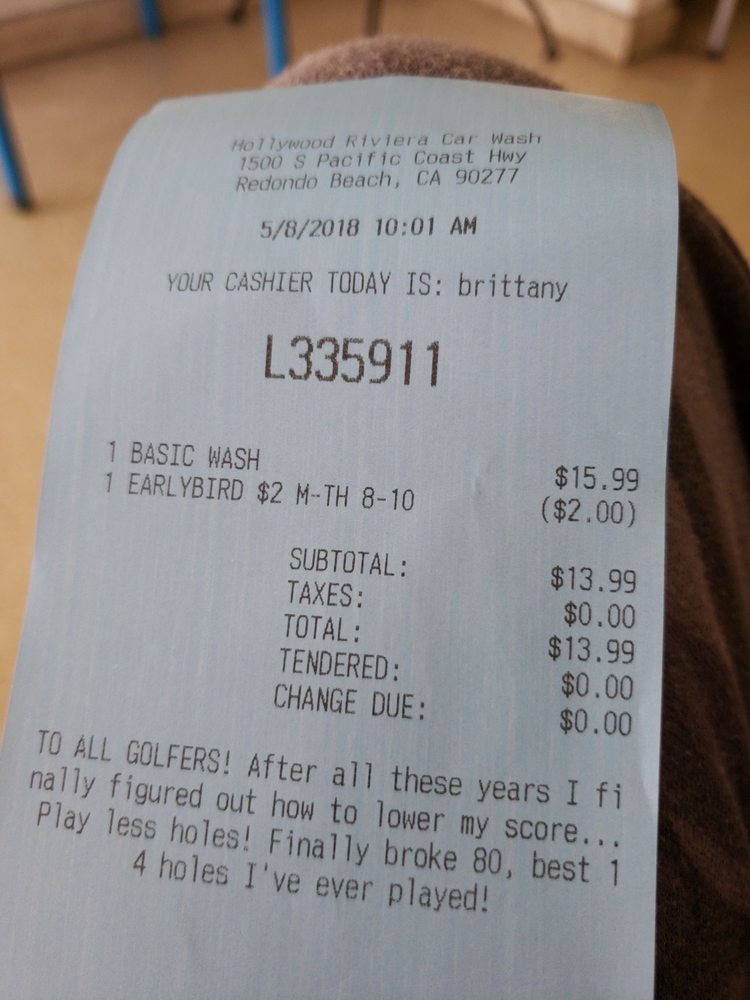 Hollywood Riviera Car Wash
1500 S Pacific Coast Hwy
Redondo Beach, CA 90277
5/8/2018 10:01 AM
YOUR CASHIER TODAY IS: brittany
L335911
1 BASIC WASH $15.99
1 EARLYBIRD $2 M-TH 8-10 ($2.00)
SUBTOTAL: $13.99
TAXES: $0.00
TOTAL: $13.99
TENDERED: $0.00
CHANGE DUE: $0.00
TO ALL GOLFERS! After all these years I fi
nally figured out how to lower my score...
Play less holes! Finally broke 80, best 1
4 holes I've ever played!